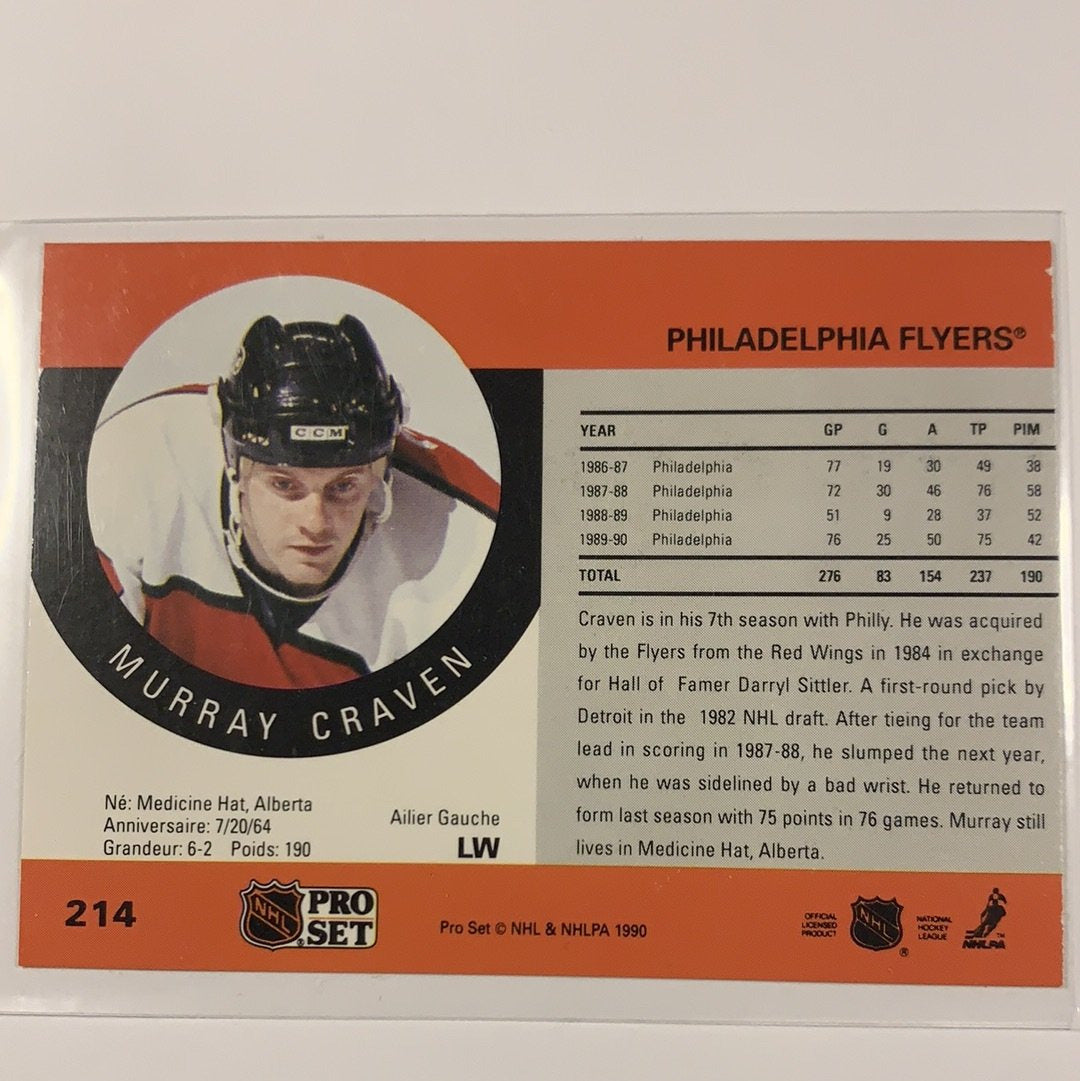 PHILADELPHIA FLYERS®
CCM
MURRAY CRAVEN
Né: Medicine Hat, Alberta
Anniversaire: 7/20/64
Grandeur: 6-2 Poids: 190
Ailier Gauche
LW
YEAR GP G A TP PIM
1986-87 Philadelphia 77 19 30 49 38
1987-88 Philadelphia 72 30 46 76 58
1988-89 Philadelphia 51 9 28 37 52
1989-90 Philadelphia 76 25 50 75 42
TOTAL 276 83 154 237 190
Craven is in his 7th season with Philly. He was acquired
by the Flyers from the Red Wings in 1984 in exchange
for Hall of Famer Darryl Sittler. A first-round pick by
Detroit in the 1982 NHL draft. After tieing for the team
lead in scoring in 1987-88, he slumped the next year,
when he was sidelined by a bad wrist. He returned to
form last season with 75 points in 76 games. Murray still
lives in Medicine Hat, Alberta.
214
NHL ®
PRO
SET
Pro Set © NHL & NHLPA 1990
OFFICIAL
LICENSED
PRODUCT
NHL ®
NATIONAL
HOCKEY
LEAGUE
™
NHLPA